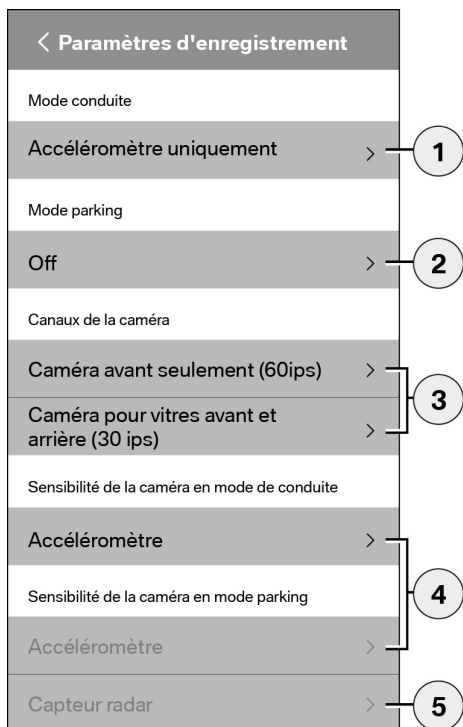 Paramètres d'enregistrement
Mode conduite
Accéléromètre uniquement
1
Mode parking
Off
2
Canaux de la caméra
Caméra avant seulement (60ips)
Caméra pour vitres avant et
arrière (30 ips)
3
Sensibilité de la caméra en mode de conduite
Accéléromètre
Sensibilité de la caméra en mode parking
4
Accéléromètre
Capteur radar
5